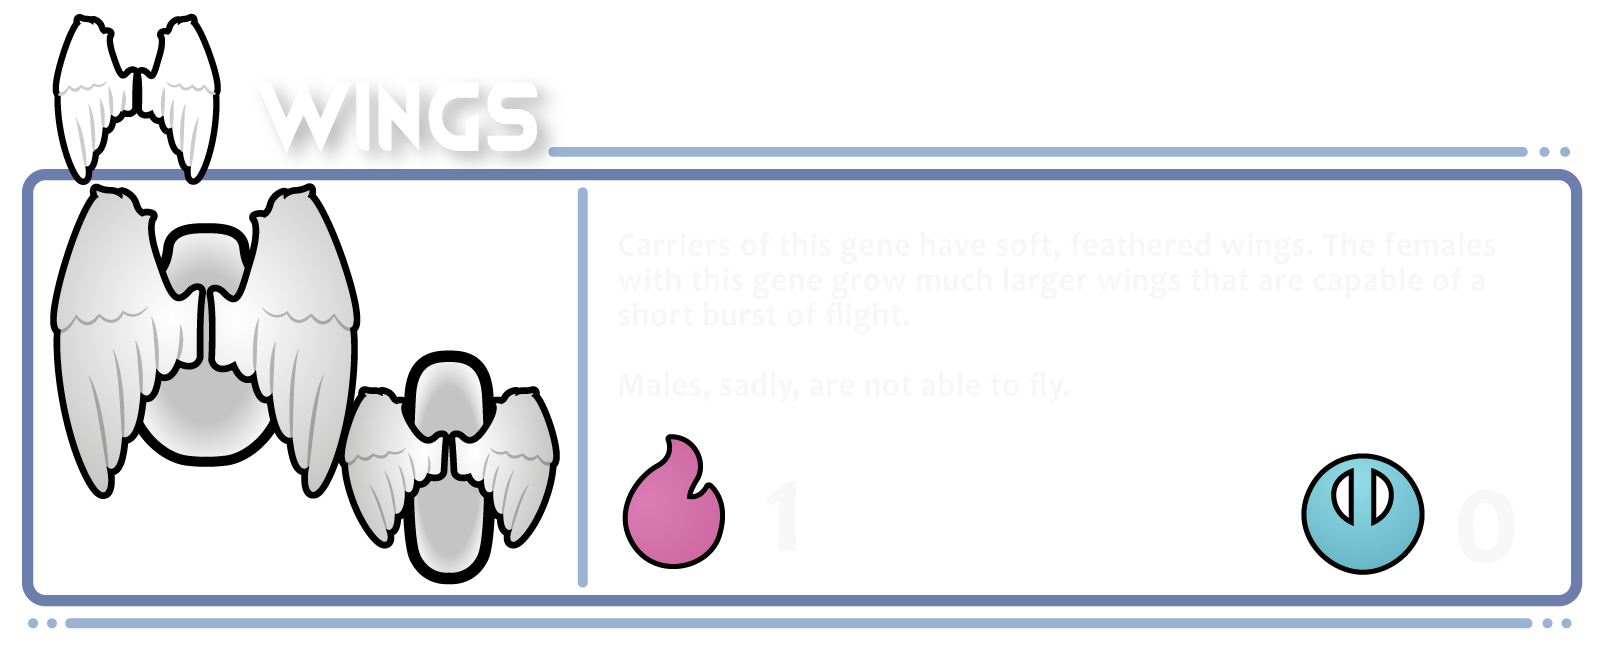 WINGS
Carriers of this gene have soft, feathered wings. The females
with this gene grow much larger wings that are capable of a
short burst of flight.
Males, sadly, are not able to fly.
1
0